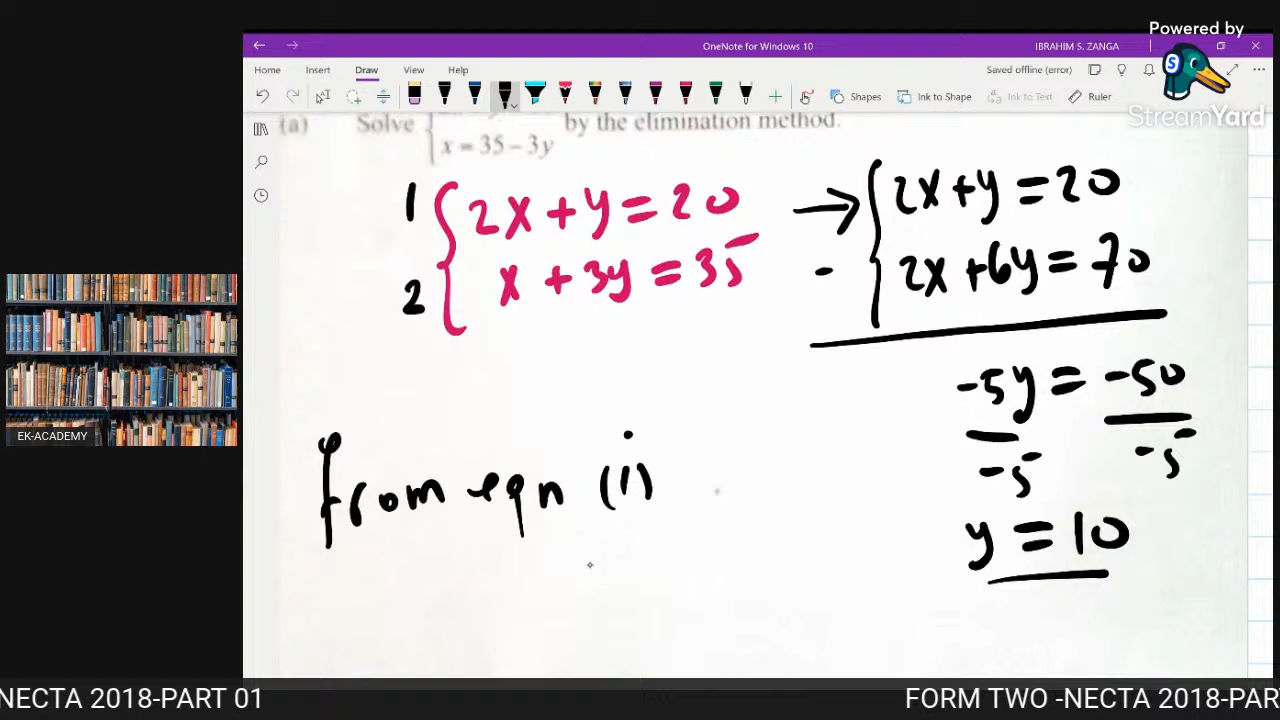 Powered by
StreamYard
OneNote for Windows 10
IBRAHIM S. ZANGA
Home Insert Draw View Help
Saved offline (error)
Shapes Ink to Shape Ink to Text Ruler
(a) Solve by the elimination method.
x = 35 – 3y
1 2x + y = 20
2 x + 3y = 35
→ 2x + y = 20
- 2x + 6y = 70
-5y = -50
-5 -5
y = 10
from eqn (i)
EK-ACADEMY
NECTA 2018-PART 01
FORM TWO -NECTA 2018-PAR